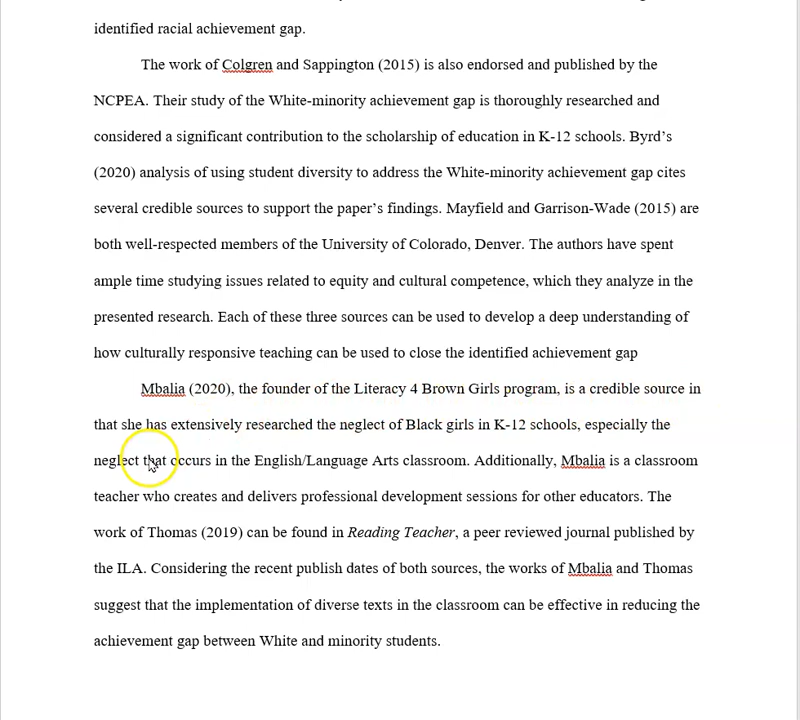 identified racial achievement gap.
The work of Colgren and Sappington (2015) is also endorsed and published by the
NCPEA. Their study of the White-minority achievement gap is thoroughly researched and
considered a significant contribution to the scholarship of education in K-12 schools. Byrd’s
(2020) analysis of using student diversity to address the White-minority achievement gap cites
several credible sources to support the paper’s findings. Mayfield and Garrison-Wade (2015) are
both well-respected members of the University of Colorado, Denver. The authors have spent
ample time studying issues related to equity and cultural competence, which they analyze in the
presented research. Each of these three sources can be used to develop a deep understanding of
how culturally responsive teaching can be used to close the identified achievement gap
Mbalia (2020), the founder of the Literacy 4 Brown Girls program, is a credible source in
that she has extensively researched the neglect of Black girls in K-12 schools, especially the
neglect that occurs in the English/Language Arts classroom. Additionally, Mbalia is a classroom
teacher who creates and delivers professional development sessions for other educators. The
work of Thomas (2019) can be found in Reading Teacher, a peer reviewed journal published by
the ILA. Considering the recent publish dates of both sources, the works of Mbalia and Thomas
suggest that the implementation of diverse texts in the classroom can be effective in reducing the
achievement gap between White and minority students.